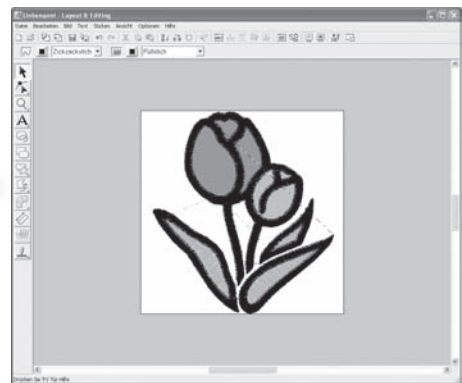 Unbenannt - Layout & Editing
Datei Bearbeiten Bild Text Sticken Ansicht Optionen Hilfe
Zickzackstich Füllstich
A
Drücken Sie F1 für Hilfe